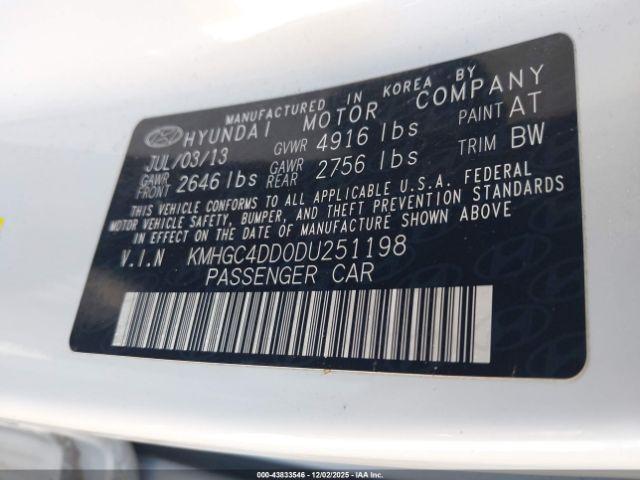 MANUFACTURED IN KOREA BY
HYUNDAI MOTOR COMPANY
JUL/03/13 GVWR 4916 lbs PAINT AT
GAWR FRONT 2646 lbs GAWR REAR 2756 lbs TRIM BW
THIS VEHICLE CONFORMS TO ALL APPLICABLE U.S.A. FEDERAL
MOTOR VEHICLE SAFETY, BUMPER, AND THEFT PREVENTION STANDARDS
IN EFFECT ON THE DATE OF MANUFACTURE SHOWN ABOVE
V.I.N KMHGC4DD0DU251198
PASSENGER CAR
000-43833546 - 12/02/2025 - IAAI.COM